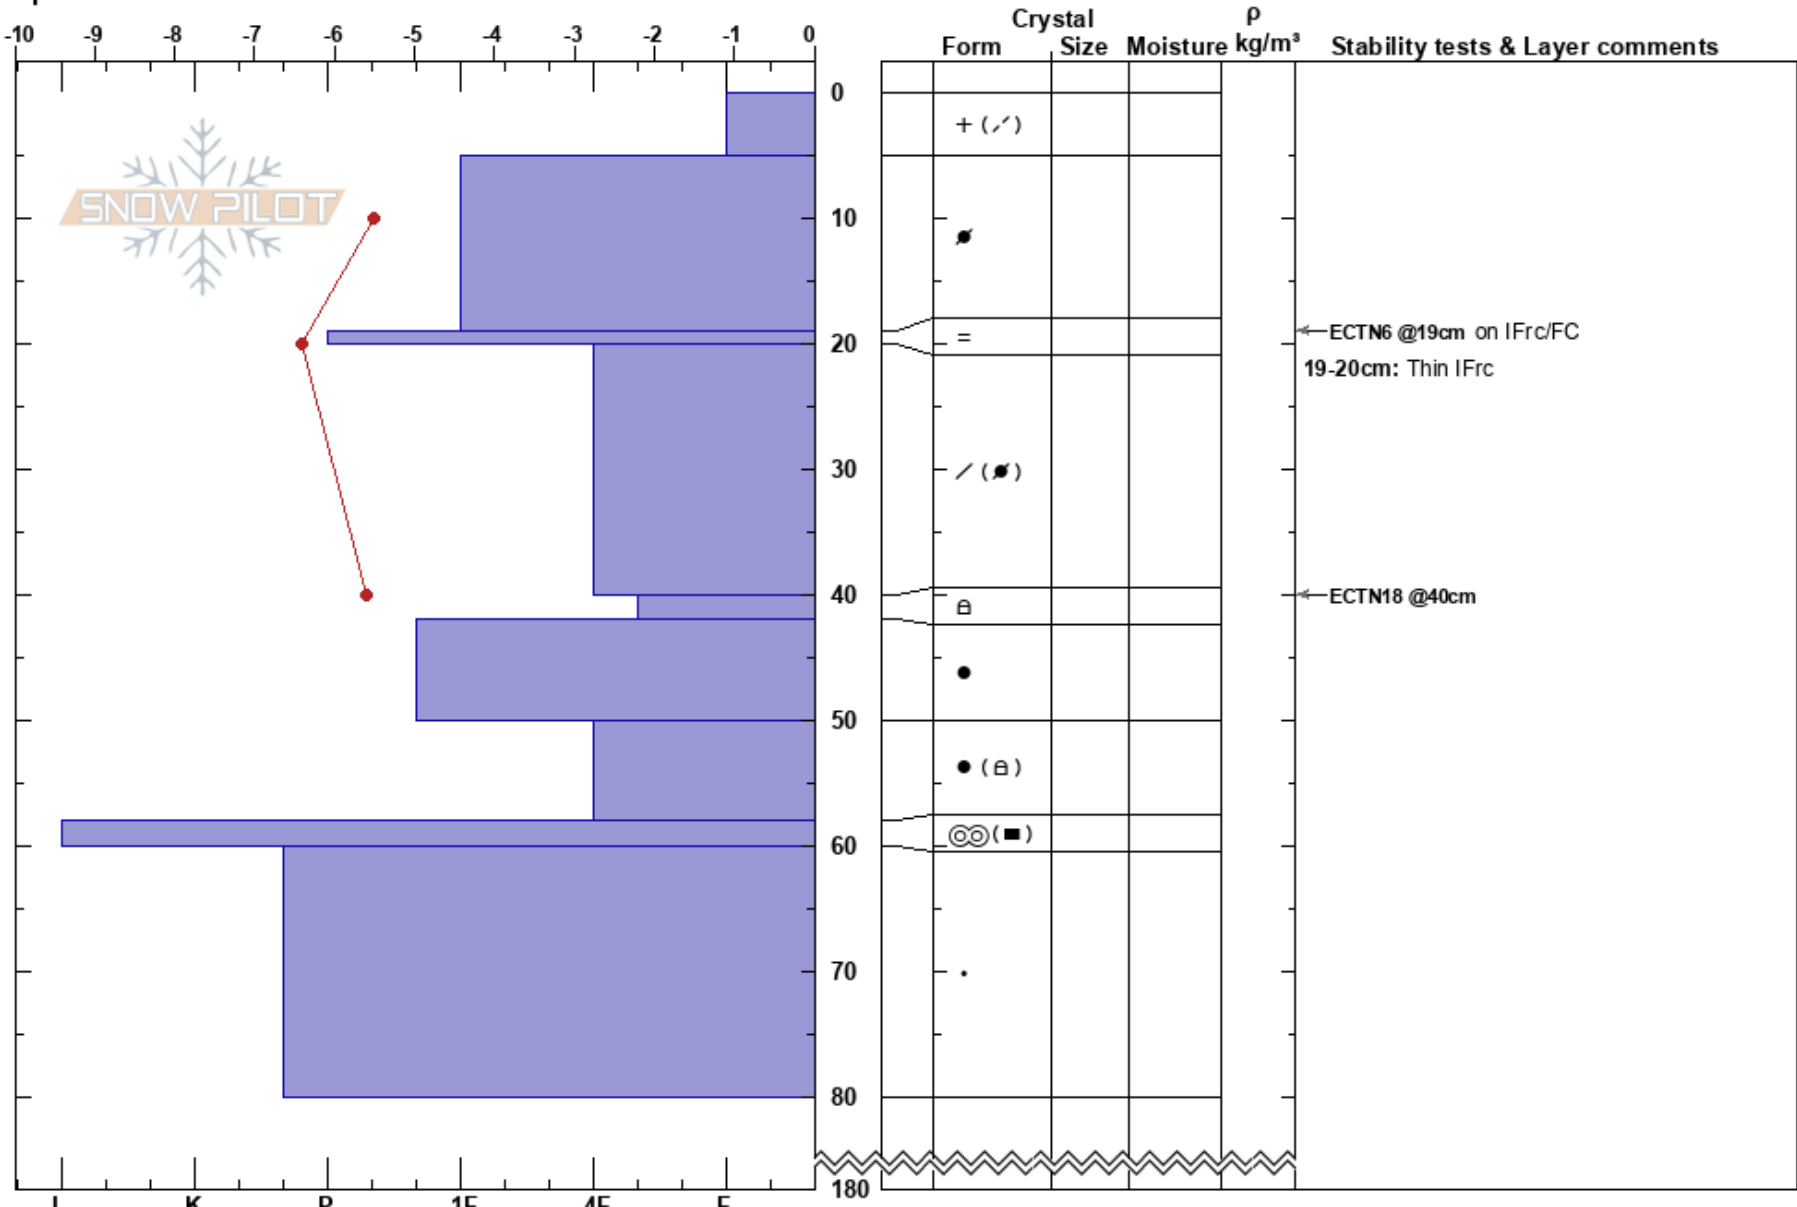 Crystal ρ
-10 -9 -8 -7 -6 -5 -4 -3 -2 -1 0
Form Size Moisture kg/m³ Stability tests & Layer comments
0
+ (⟋)
SNOW PILOT
10
ECTN6 @19cm on IFrc/FC
=
20
19-20cm: Thin IFrc
30
/ ( )
40
ECTN18 @40cm
50
60
70
80
180
I K P 1F 4F F